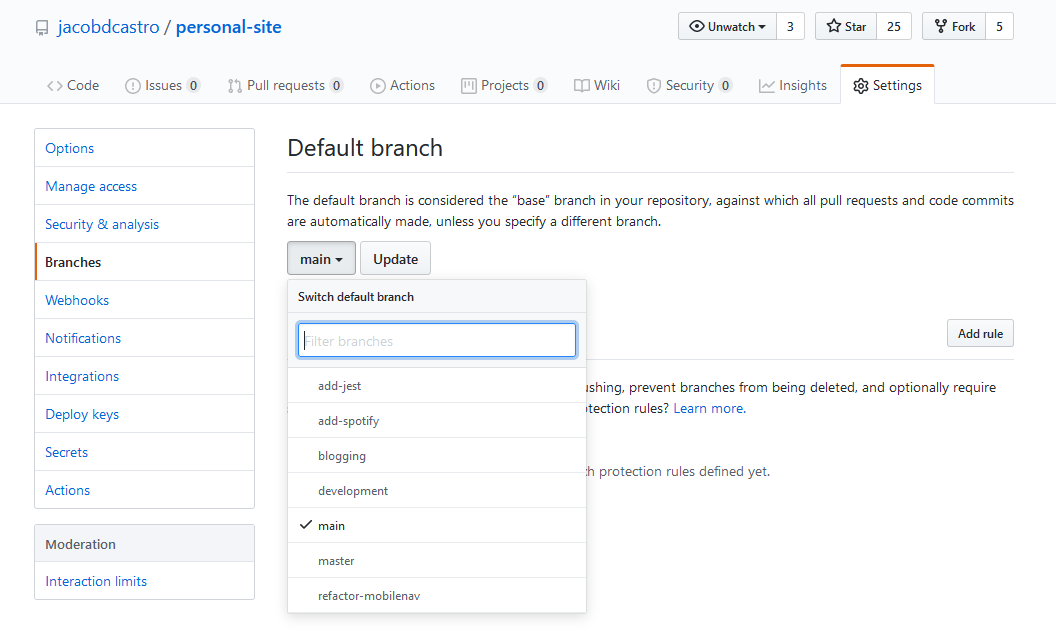 jacobdcastro / personal-site
Unwatch 3 Star 25 Fork 5
Code Issues 0 Pull requests 0 Actions Projects 0 Wiki Security 0 Insights Settings
Options
Manage access
Security & analysis
Branches
Webhooks
Notifications
Integrations
Deploy keys
Secrets
Actions
Moderation
Interaction limits
Default branch
The default branch is considered the “base” branch in your repository, against which all pull requests and code commits
are automatically made, unless you specify a different branch.
main Update
Switch default branch
Filter branches
add-jest
add-spotify
blogging
development
main
master
refactor-mobilenav
Add rule
prevent branches from being deleted, and optionally require
rules? Learn more.
protection rules defined yet.